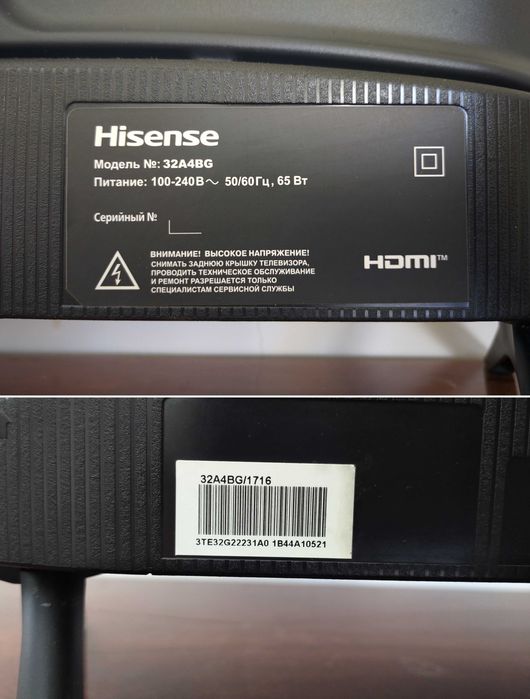 Hisense
Модель №: 32A4BG
Питание: 100-240В～ 50/60Гц, 65 Вт
Серийный №
ВНИМАНИЕ! ВЫСОКОЕ НАПРЯЖЕНИЕ!
СНИМАТЬ ЗАДНЮЮ КРЫШКУ ТЕЛЕВИЗОРА,
ПРОВОДИТЬ ТЕХНИЧЕСКОЕ ОБСЛУЖИВАНИЕ
И РЕМОНТ РАЗРЕШАЕТСЯ ТОЛЬКО
СПЕЦИАЛИСТАМ СЕРВИСНОЙ СЛУЖБЫ
HDMI™
32A4BG/1716
3TE32G22231A0 1B44A10521